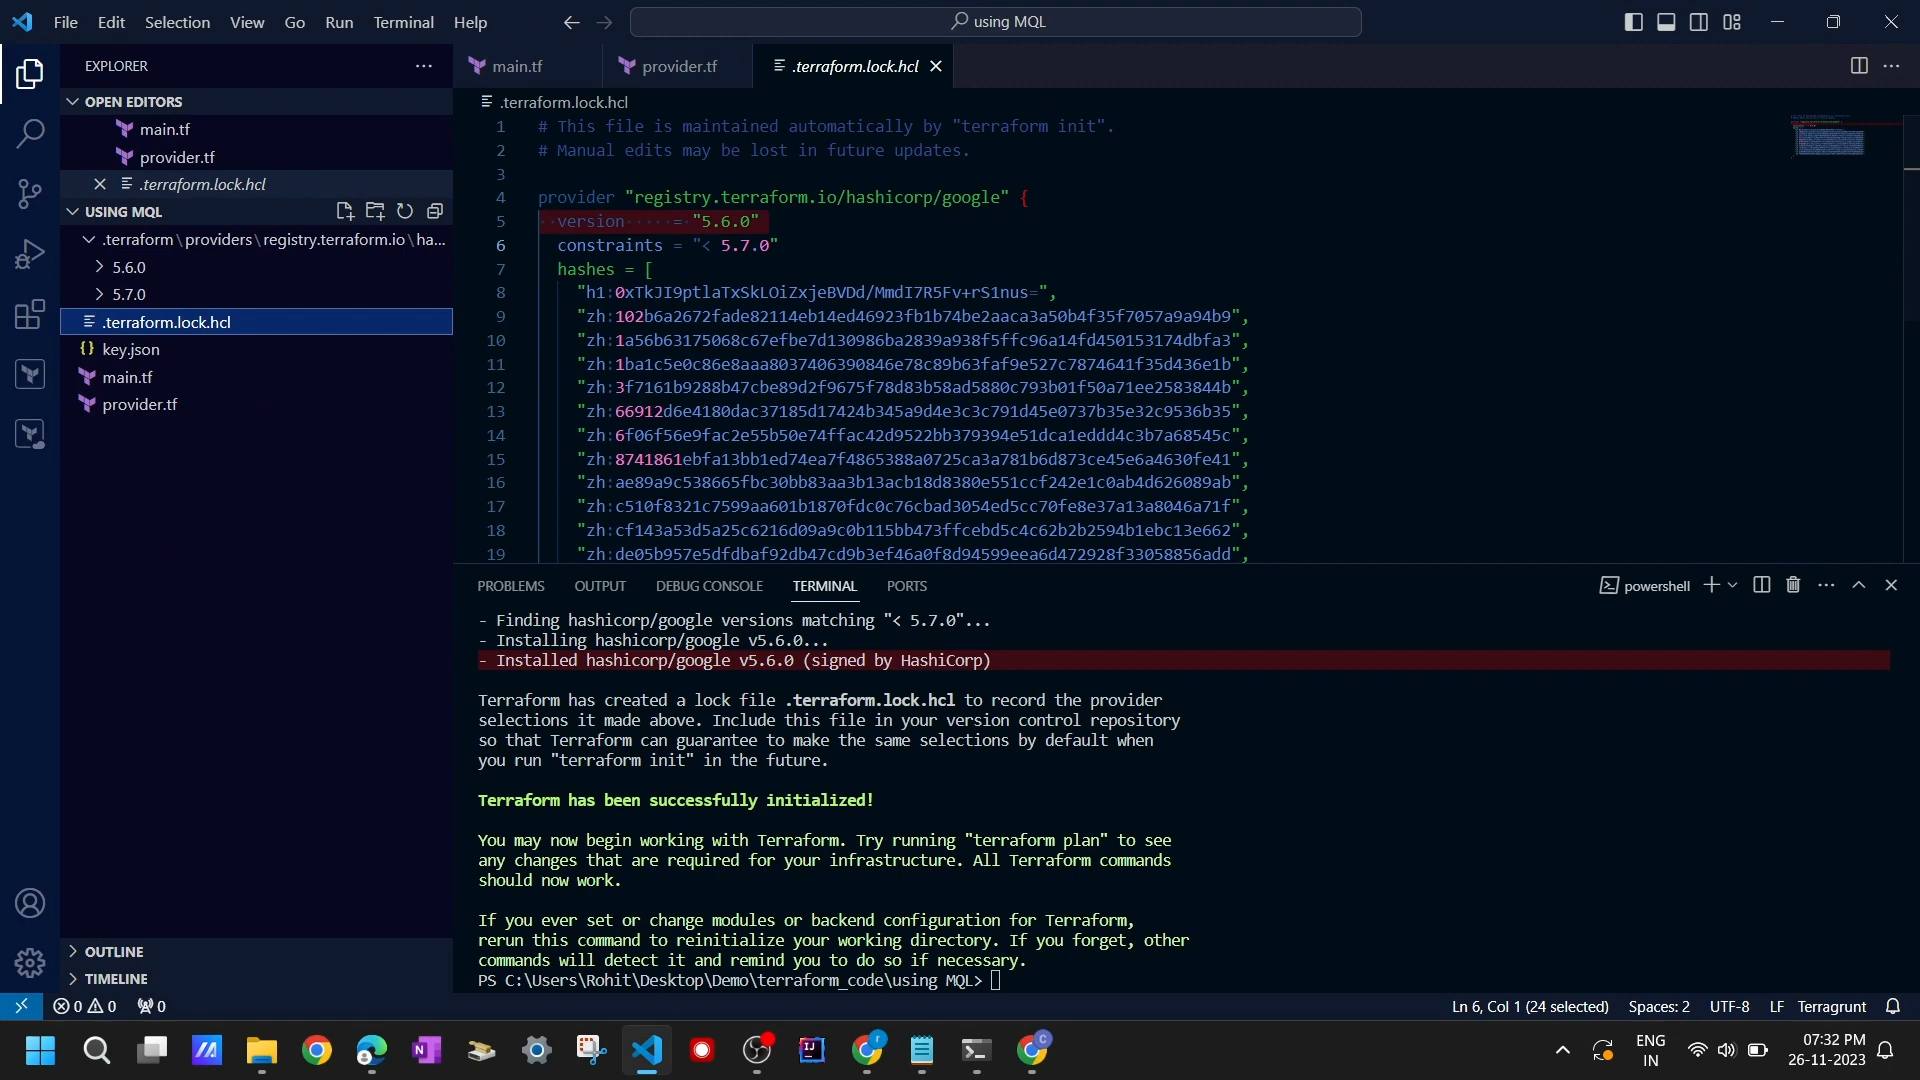 File Edit Selection View Go Run Terminal Help
using MQL
EXPLORER
OPEN EDITORS
main.tf
provider.tf
.terraform.lock.hcl
USING MQL
.terraform\providers\registry.terraform.io\ha...
5.6.0
5.7.0
.terraform.lock.hcl
key.json
main.tf
provider.tf
OUTLINE
TIMELINE
main.tf provider.tf .terraform.lock.hcl
.terraform.lock.hcl
1 # This file is maintained automatically by "terraform init".
2 # Manual edits may be lost in future updates.
3
4 provider "registry.terraform.io/hashicorp/google" {
5 version = "5.6.0"
6 constraints = "< 5.7.0"
7 hashes = [
8 "h1:0xTkJI9ptlaTxSkLOiZxjeBVDd/MmdI7R5Fv+rS1nus=",
9 "zh:102b6a2672fade82114eb14ed46923fb1b74be2aaca3a50b4f35f7057a9a94b9",
10 "zh:1a56b63175068c67efbe7d130986ba2839a938f5ffc96a14fd450153174dbfa3",
11 "zh:1ba1c5e0c86e8aaa8037406390846e78c89b63faf9e527c7874641f35d436e1b",
12 "zh:3f7161b9288b47cbe89d2f9675f78d83b58ad5880c793b01f50a71ee2583844b",
13 "zh:66912d6e4180dac37185d17424b345a9d4e3c3c791d45e0737b35e32c9536b35",
14 "zh:6f06f56e9fac2e55b50e74ffac42d9522bb379394e51dca1eddd4c3b7a68545c",
15 "zh:8741861ebfa13bb1ed74ea7f4865388a0725ca3a781b6d873ce45e6a4630fe41",
16 "zh:ae89a9c538665fbc30bb83aa3b13acb18d8380e551ccf242e1c0ab4d626089ab",
17 "zh:c510f8321c7599aa601b1870fdc0c76cbad3054ed5cc70fe8e37a13a8046a71f",
18 "zh:cf143a53d5a25c6216d09a9c0b115bb473ffcebd5c4c62b2b2594b1ebc13e662",
19 "zh:de05b957e5dfdbaf92db47cd9b3ef46a0f8d94599eea6d472928f33058856add",
PROBLEMS OUTPUT DEBUG CONSOLE TERMINAL PORTS
powershell
- Finding hashicorp/google versions matching "< 5.7.0"...
- Installing hashicorp/google v5.6.0...
- Installed hashicorp/google v5.6.0 (signed by HashiCorp)
Terraform has created a lock file .terraform.lock.hcl to record the provider
selections it made above. Include this file in your version control repository
so that Terraform can guarantee to make the same selections by default when
you run "terraform init" in the future.
Terraform has been successfully initialized!
You may now begin working with Terraform. Try running "terraform plan" to see
any changes that are required for your infrastructure. All Terraform commands
should now work.
If you ever set or change modules or backend configuration for Terraform,
rerun this command to reinitialize your working directory. If you forget, other
commands will detect it and remind you to do so if necessary.
PS C:\Users\Rohit\Desktop\Demo\terraform_code\using MQL>
0 0 0
Ln 6, Col 1 (24 selected) Spaces: 2 UTF-8 LF Terragrunt
ENG
IN
07:32 PM
26-11-2023